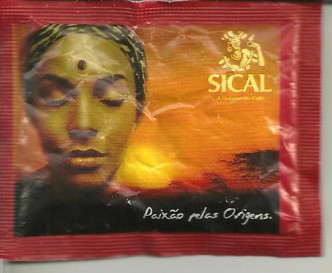 SICAL
Paixão pelas Origens.